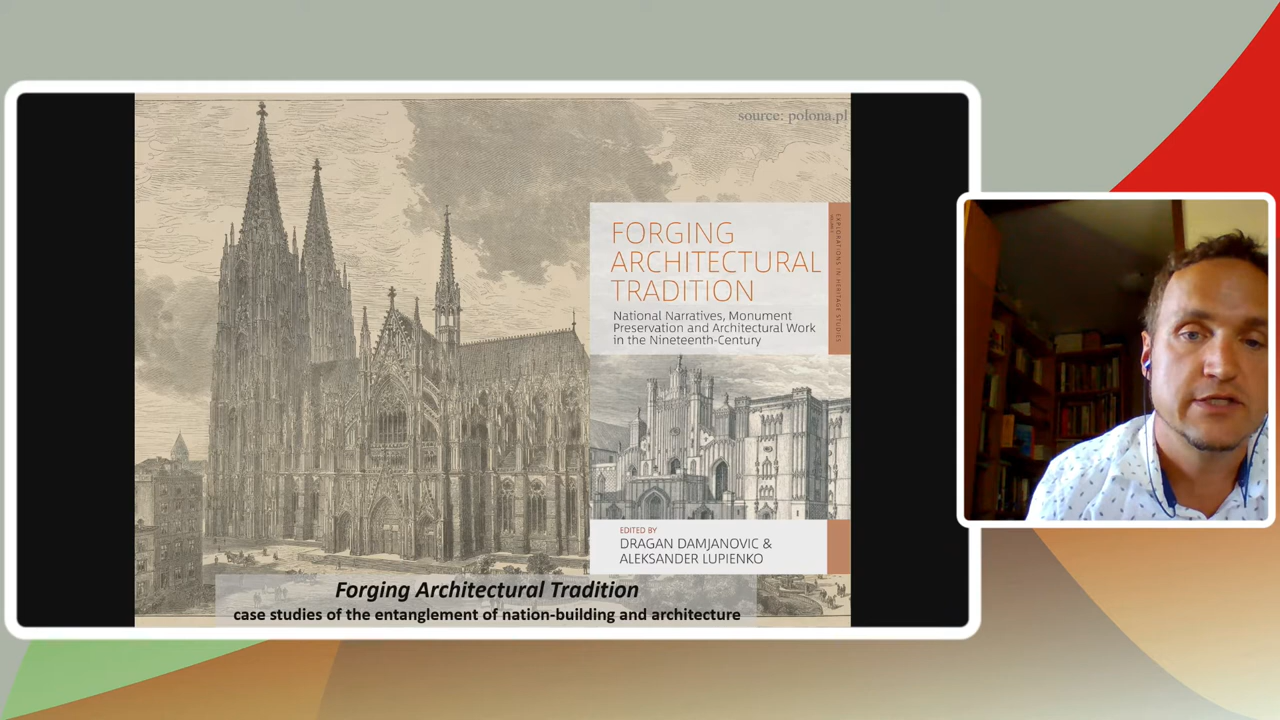 source: polona.pl
FORGING
ARCHITECTURAL
TRADITION
National Narratives, Monument
Preservation and Architectural Work
in the Nineteenth-Century
EXPLORATIONS IN HERITAGE STUDIES
EDITED BY
DRAGAN DAMJANOVIC &
ALEKSANDER LUPIENKO
Forging Architectural Tradition
case studies of the entanglement of nation-building and architecture